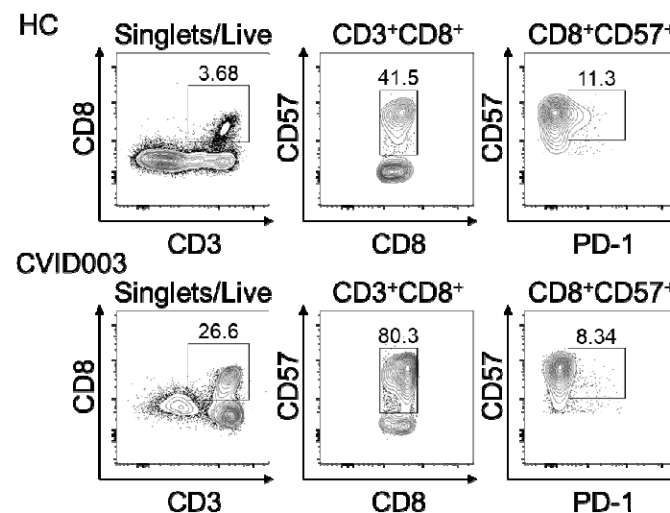 HC
Singlets/Live CD3⁺CD8⁺ CD8⁺CD57⁺
3.68 41.5 11.3
CD8 CD57 CD57
CD3 CD8 PD-1
CVID003
Singlets/Live CD3⁺CD8⁺ CD8⁺CD57⁺
26.6 80.3 8.34
CD8 CD57 CD57
CD3 CD8 PD-1